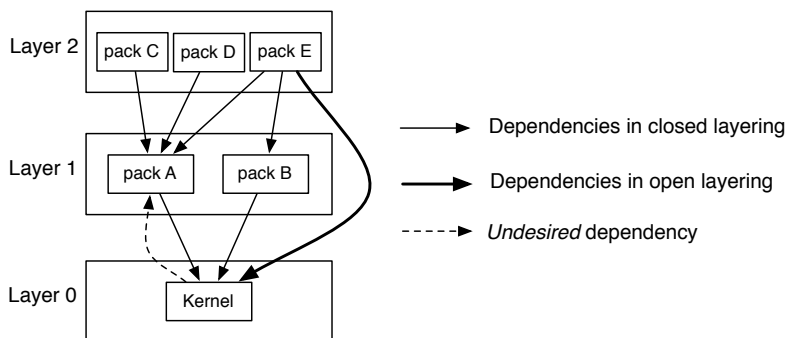 Layer 2
pack C
pack D
pack E
Layer 1
pack A
pack B
Layer 0
Kernel
Dependencies in closed layering
Dependencies in open layering
Undesired dependency